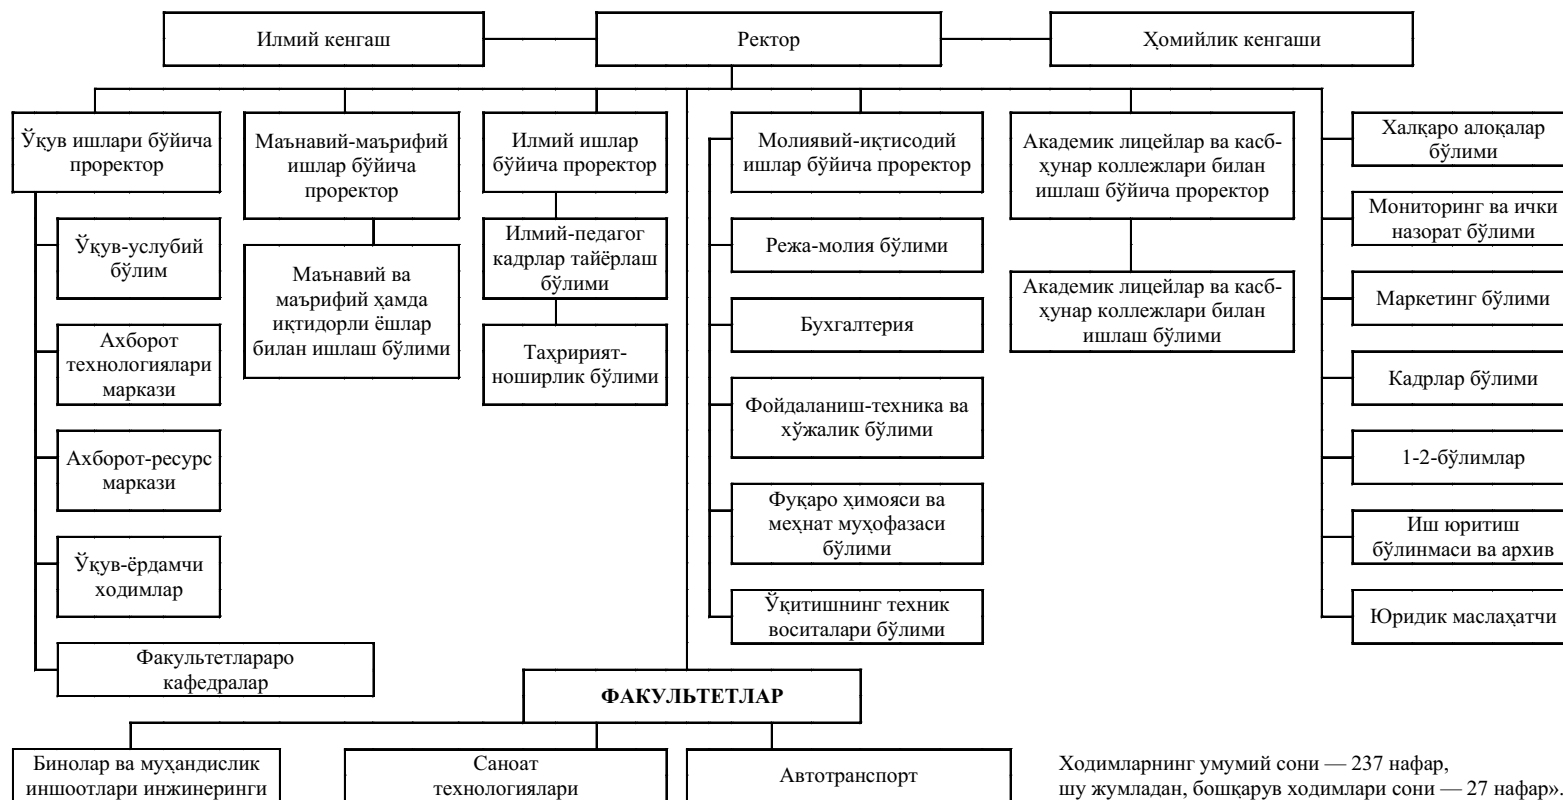 Илмий кенгаш
Ректор
Ҳомийлик кенгаши
Ўқув ишлари бўйича
проректор
Маънавий-маърифий
ишлар бўйича
проректор
Илмий ишлар
бўйича проректор
Молиявий-иқтисодий
ишлар бўйича проректор
Академик лицейлар ва касб-
ҳунар коллежлари билан
ишлаш бўйича проректор
Халқаро алоқалар
бўлими
Ўқув-услубий
бўлим
Ахборот
технологиялари
маркази
Ахборот-ресурс
маркази
Ўқув-ёрдамчи
ходимлар
Факультетлараро
кафедралар
Маънавий ва
маърифий ҳамда
иқтидорли ёшлар
билан ишлаш бўлими
Илмий-педагог
кадрлар тайёрлаш
бўлими
Таҳририят-
ноширлик бўлими
Режа-молия бўлими
Бухгалтерия
Фойдаланиш-техника ва
хўжалик бўлими
Фуқаро ҳимояси ва
меҳнат муҳофазаси
бўлими
Ўқитишнинг техник
воситалари бўлими
Академик лицейлар ва касб-
ҳунар коллежлари билан
ишлаш бўлими
Мониторинг ва ички
назорат бўлими
Маркетинг бўлими
Кадрлар бўлими
1-2-бўлимлар
Иш юритиш
бўлинмаси ва архив
Юридик маслаҳатчи
ФАКУЛЬТЕТЛАР
Бинолар ва муҳандислик
иншоотлари инжинеринги
Саноат
технологиялари
Автотранспорт
Ходимларнинг умумий сони — 237 нафар,
шу жумладан, бошқарув ходимлари сони — 27 нафар».